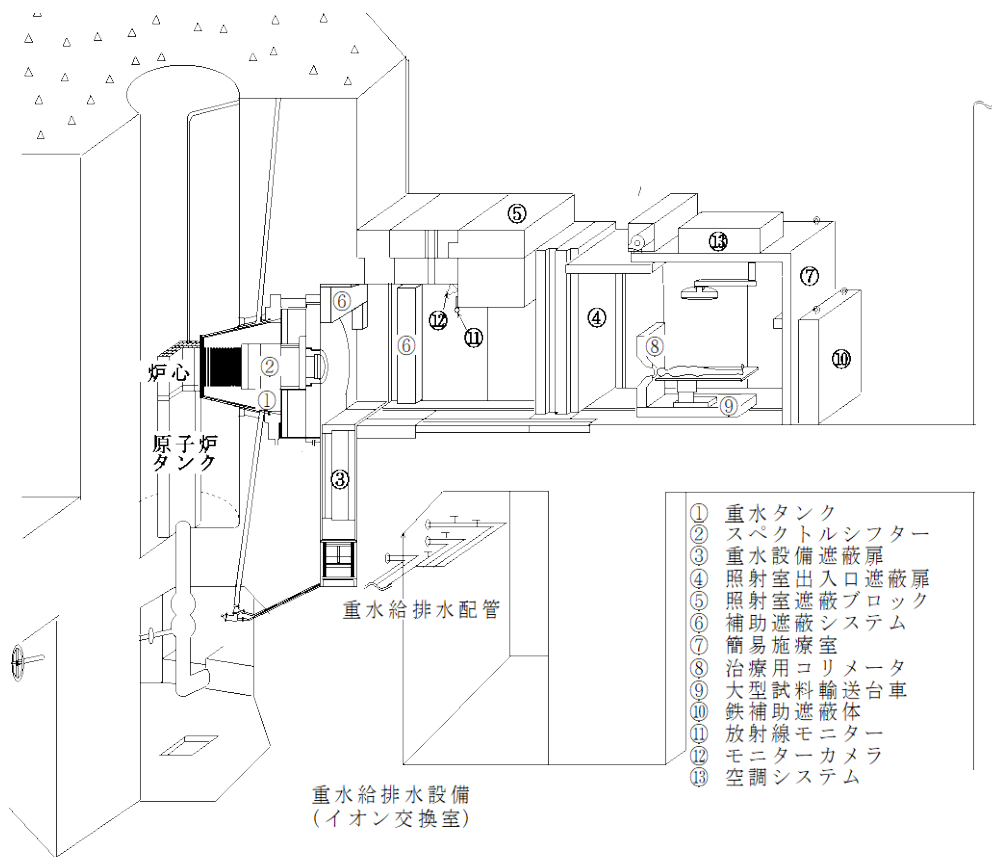 ⑤
⑬
⑦
⑥
⑫
⑪
⑥
④
⑧
⑩
炉心
②
①
⑨
原子炉
タンク
③
重水給排水配管
① 重水タンク
② スペクトルシフター
③ 重水設備遮蔽扉
④ 照射室出入口遮蔽扉
⑤ 照射室遮蔽ブロック
⑥ 補助遮蔽システム
⑦ 簡易施療室
⑧ 治療用コリメータ
⑨ 大型試料輸送台車
⑩ 鉄補助遮蔽体
⑪ 放射線モニター
⑫ モニターカメラ
⑬ 空調システム
重水給排水設備
(イオン交換室)